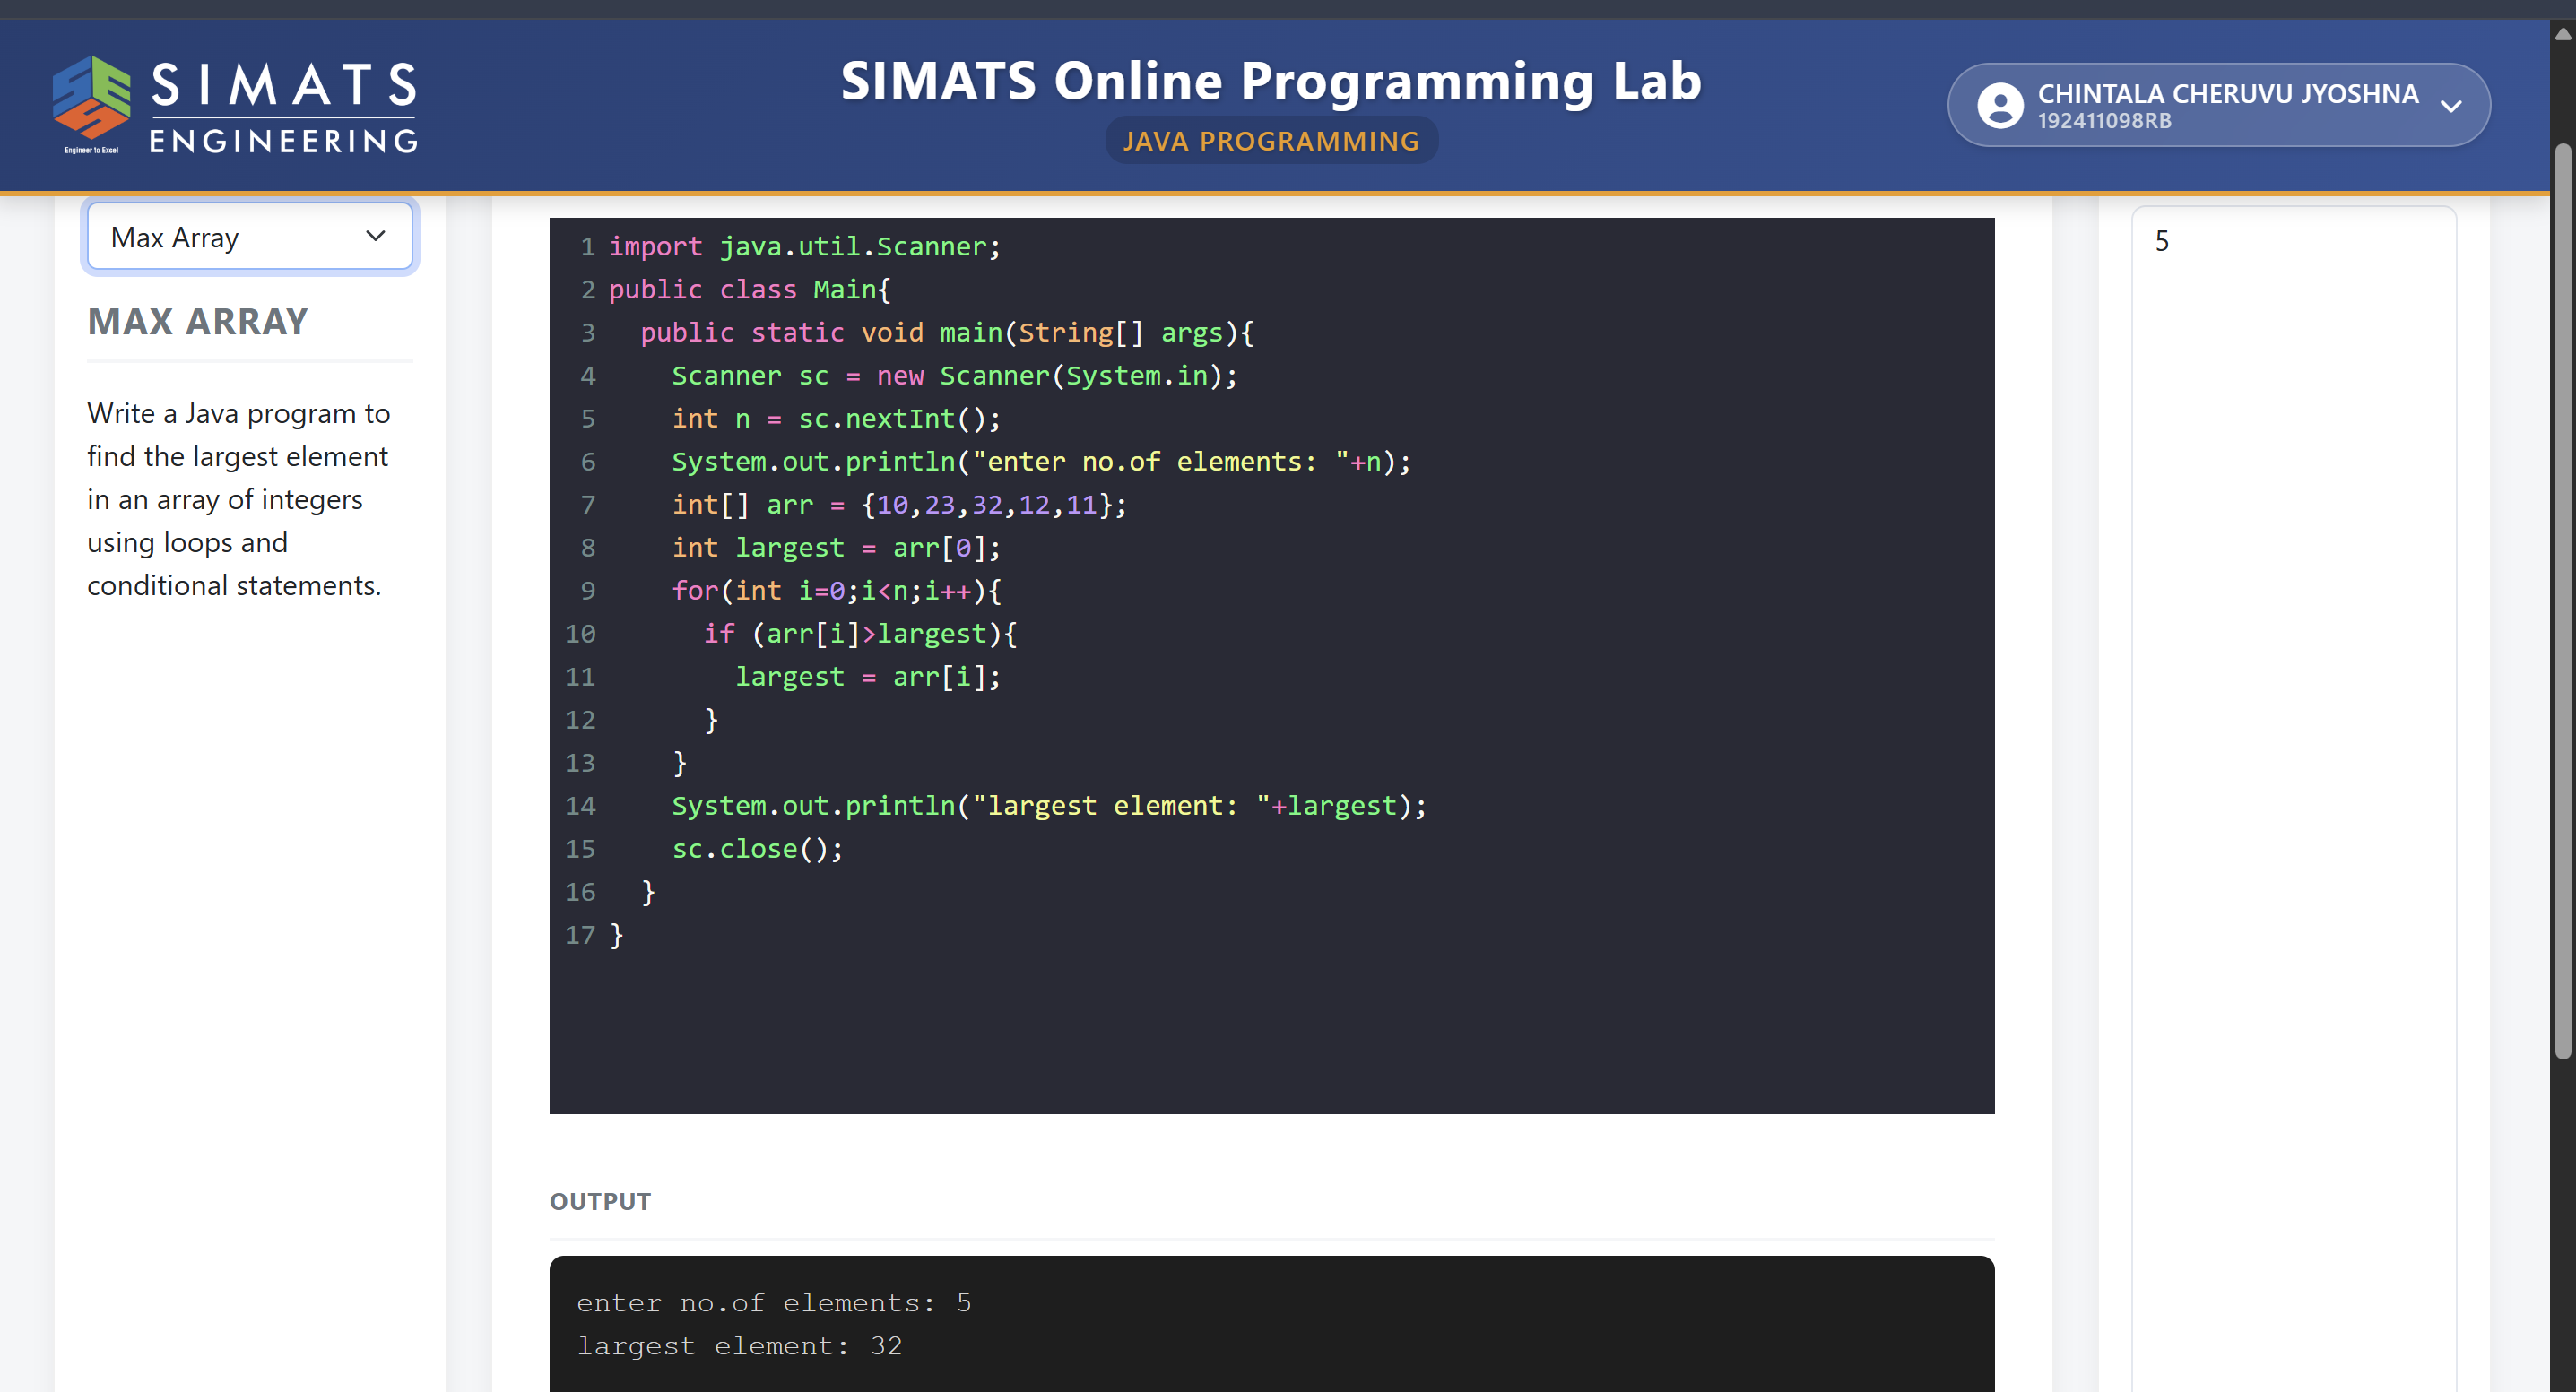 SIMATS
ENGINEERING
Engineer to Excel
SIMATS Online Programming Lab
JAVA PROGRAMMING
CHINTALA CHERUVU JYOSHNA
192411098RB
Max Array
MAX ARRAY
Write a Java program to
find the largest element
in an array of integers
using loops and
conditional statements.
1 import java.util.Scanner;
2 public class Main{
3   public static void main(String[] args){
4     Scanner sc = new Scanner(System.in);
5     int n = sc.nextInt();
6     System.out.println("enter no.of elements: "+n);
7     int[] arr = {10,23,32,12,11};
8     int largest = arr[0];
9     for(int i=0;i<n;i++){
10       if (arr[i]>largest){
11         largest = arr[i];
12       }
13     }
14     System.out.println("largest element: "+largest);
15     sc.close();
16   }
17 }
OUTPUT
enter no.of elements: 5
largest element: 32
5